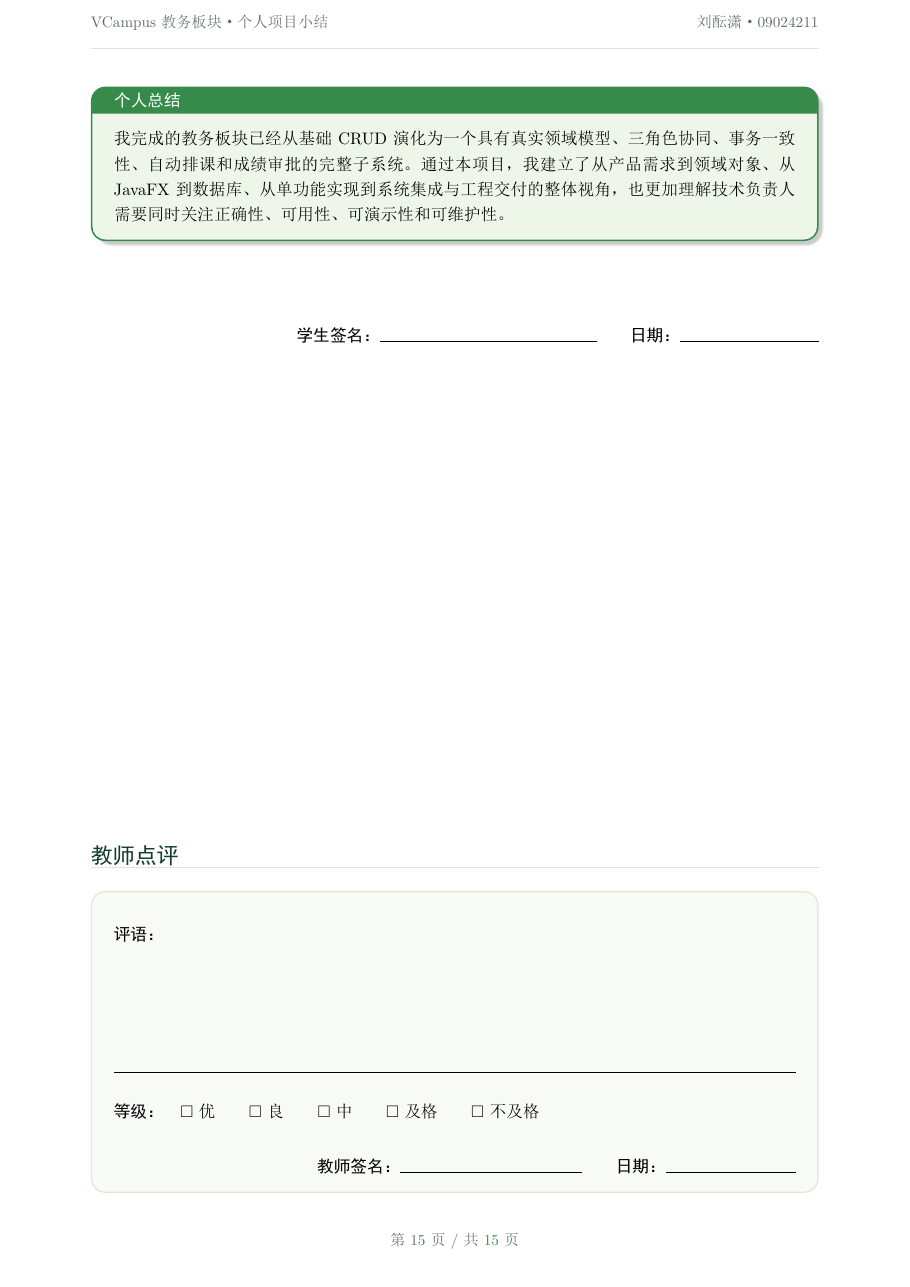 VCampus 教务板块 • 个人项目小结
刘酝潇 • 09024211
个人总结
我完成的教务板块已经从基础 CRUD 演化为一个具有真实领域模型、三角色协同、事务一致
性、自动排课和成绩审批的完整子系统。通过本项目，我建立了从产品需求到领域对象、从
JavaFX 到数据库、从单功能实现到系统集成与工程交付的整体视角，也更加理解技术负责人
需要同时关注正确性、可用性、可演示性和可维护性。
学生签名： 日期：
教师点评
评语：
等级： □ 优 □ 良 □ 中 □ 及格 □ 不及格
教师签名： 日期：
第 15 页 / 共 15 页